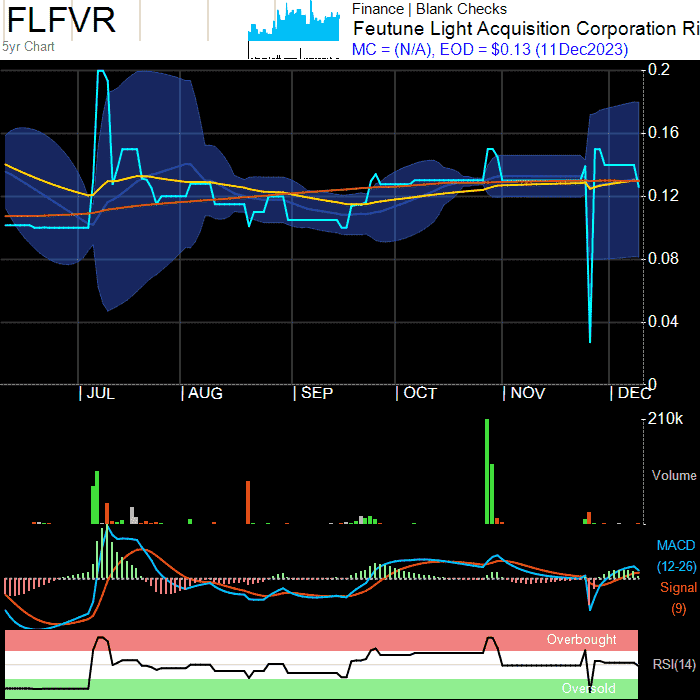 FLFVR
5yr Chart
Finance | Blank Checks
Feutune Light Acquisition Corporation Ri
MC = (N/A), EOD = $0.13 (11Dec2023)
0.2
0.16
0.12
0.08
0.04
0
| JUL | AUG | SEP | OCT | NOV | DEC
210k
Volume
MACD
(12-26)
Signal
(9)
Overbought
RSI(14)
Oversold